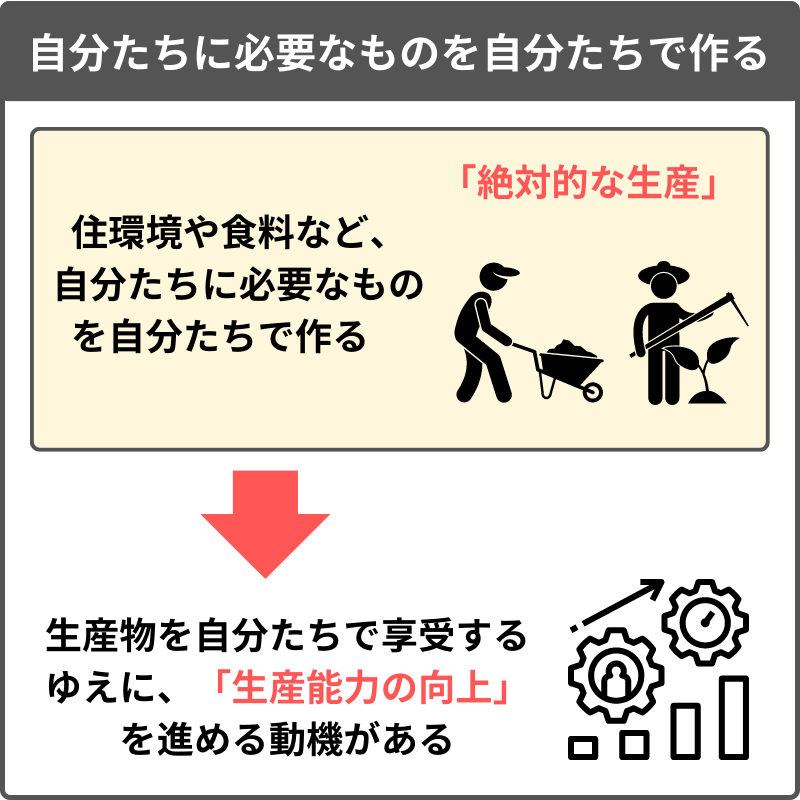 自分たちに必要なものを自分たちで作る
「絶対的な生産」
住環境や食料など、
自分たちに必要なもの
を自分たちで作る
生産物を自分たちで享受する
ゆえに、「生産能力の向上」
を進める動機がある